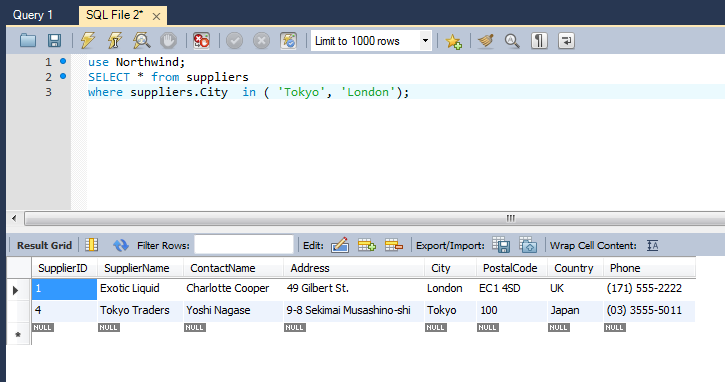 Query 1 SQL File 2*
Limit to 1000 rows
1 use Northwind;
2 SELECT * from suppliers
3 where suppliers.City  in ( 'Tokyo', 'London');
Result Grid Filter Rows: Edit: Export/Import: Wrap Cell Content: IA
SupplierID SupplierName ContactName Address City PostalCode Country Phone
1 Exotic Liquid Charlotte Cooper 49 Gilbert St. London EC1 4SD UK (171) 555-2222
4 Tokyo Traders Yoshi Nagase 9-8 Sekimai Musashino-shi Tokyo 100 Japan (03) 3555-5011
* NULL NULL NULL NULL NULL NULL NULL NULL